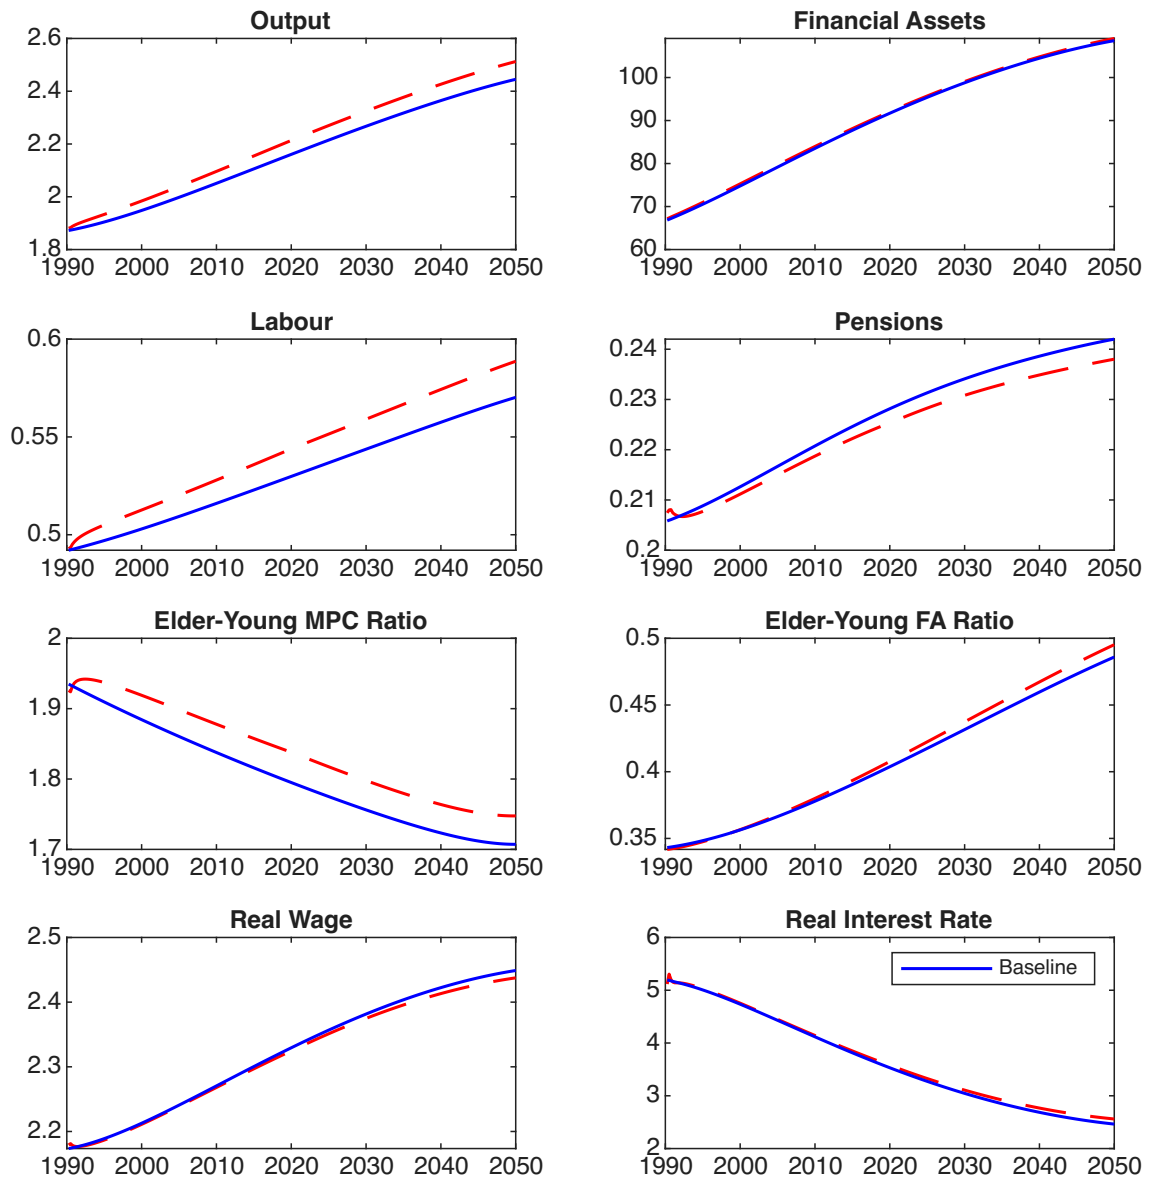 Output
2.6
2.4
2.2
2
1.8
1990 2000 2010 2020 2030 2040 2050
Financial Assets
100
90
80
70
60
1990 2000 2010 2020 2030 2040 2050
Labour
0.6
0.55
0.5
1990 2000 2010 2020 2030 2040 2050
Pensions
0.24
0.23
0.22
0.21
0.2
1990 2000 2010 2020 2030 2040 2050
Elder-Young MPC Ratio
2
1.9
1.8
1.7
1990 2000 2010 2020 2030 2040 2050
Elder-Young FA Ratio
0.5
0.45
0.4
0.35
1990 2000 2010 2020 2030 2040 2050
Real Wage
2.5
2.4
2.3
2.2
1990 2000 2010 2020 2030 2040 2050
Real Interest Rate
6
5
4
3
2
Baseline
1990 2000 2010 2020 2030 2040 2050